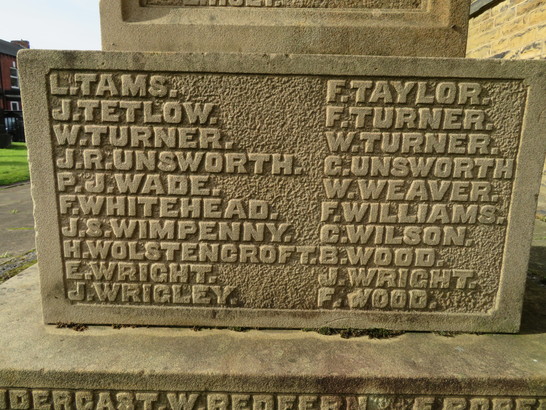 L.TAMS. F.TAYLOR.
J.TETLOW. F.TURNER.
W.TURNER. W.TURNER.
J.R.UNSWORTH. C.UNSWORTH
P.J.WADE. W.WEAVER.
F.WHITEHEAD. F.WILLIAMS.
J.S.WIMPENNY. C.WILSON.
H.WOLSTENCROFT. B.WOOD.
E.WRIGHT. J.WRIGHT.
J.WRIGLEY. F.WOOD.
W.REDFERN